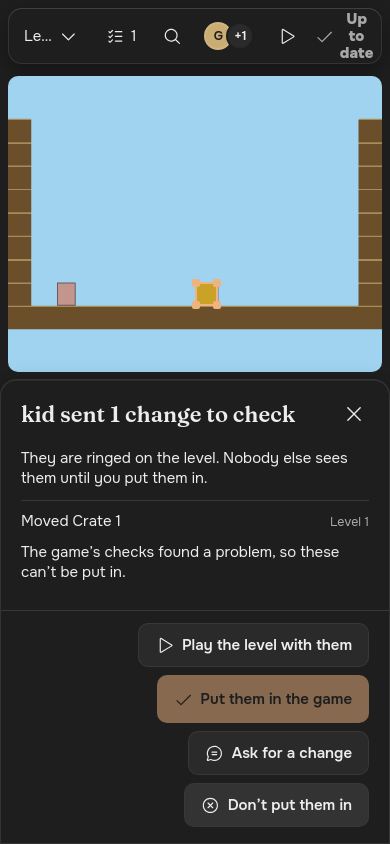 Le...
1
G
+1
Up to date
kid sent 1 change to check
They are ringed on the level. Nobody else sees
them until you put them in.
Moved Crate 1
Level 1
The game's checks found a problem, so these
can't be put in.
Play the level with them
Put them in the game
Ask for a change
Don't put them in